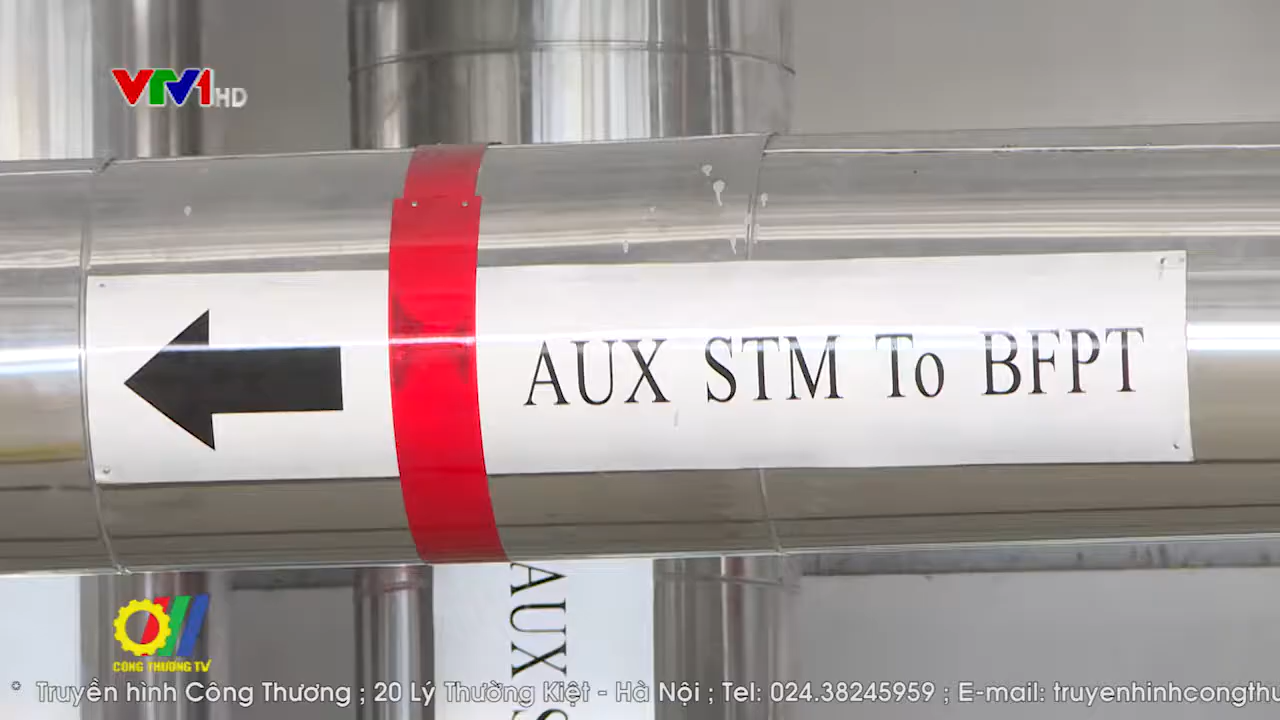 VTV1 HD
AUX STM To BFPT
AUX S
CÔNG THƯƠNG TV
* Truyền hình Công Thương ; 20 Lý Thường Kiệt - Hà Nội ; Tel: 024.38245959 ; E-mail: truyenhinhcongthu